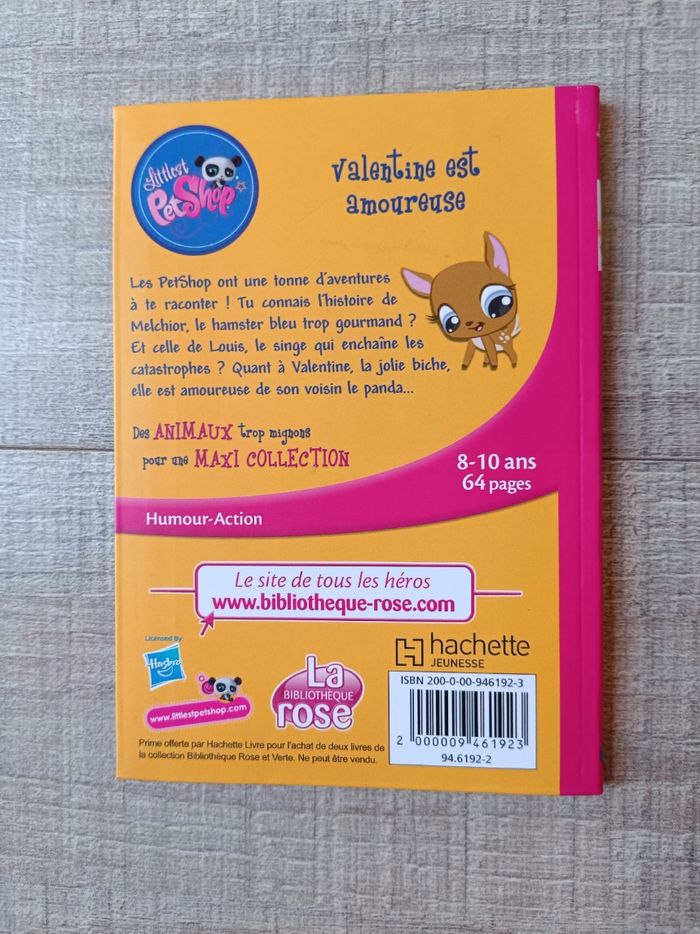 Littlest
PetShop
Valentine est
amoureuse
Les PetShop ont une tonne d'aventures
à te raconter ! Tu connais l'histoire de
Melchior, le hamster bleu trop gourmand ?
Et celle de Louis, le singe qui enchaîne les
catastrophes ? Quant à Valentine, la jolie biche,
elle est amoureuse de son voisin le panda...
Des ANIMAUX trop mignons
pour une MAXI COLLECTION
8-10 ans
64 pages
Humour-Action
Le site de tous les héros
www.bibliotheque-rose.com
Licensed By:
Hasbro
www.littlestpetshop.com
La
BIBLIOTHÈQUE
rose
hachette
JEUNESSE
ISBN 200-0-00-946192-3
2 000009 461923
94.6192-2
Prime offerte par Hachette Livre pour l'achat de deux livres de
la collection Bibliothèque Rose et Verte. Ne peut être vendu.